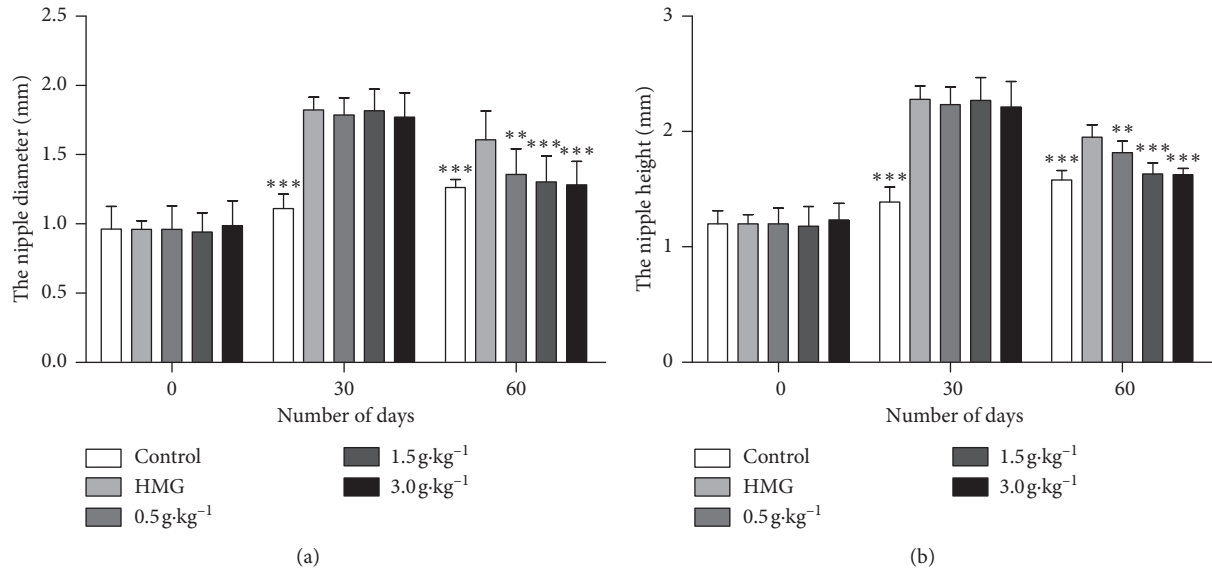 The nipple diameter (mm)
2.5
2.0
1.5
1.0
0.5
0.0
***
***
**
***
***
0
30
60
Number of days
Control
HMG
0.5 g·kg⁻¹
1.5 g·kg⁻¹
3.0 g·kg⁻¹
(a)
The nipple height (mm)
3
2
1
0
***
***
**
***
***
0
30
60
Number of days
Control
HMG
0.5 g·kg⁻¹
1.5 g·kg⁻¹
3.0 g·kg⁻¹
(b)